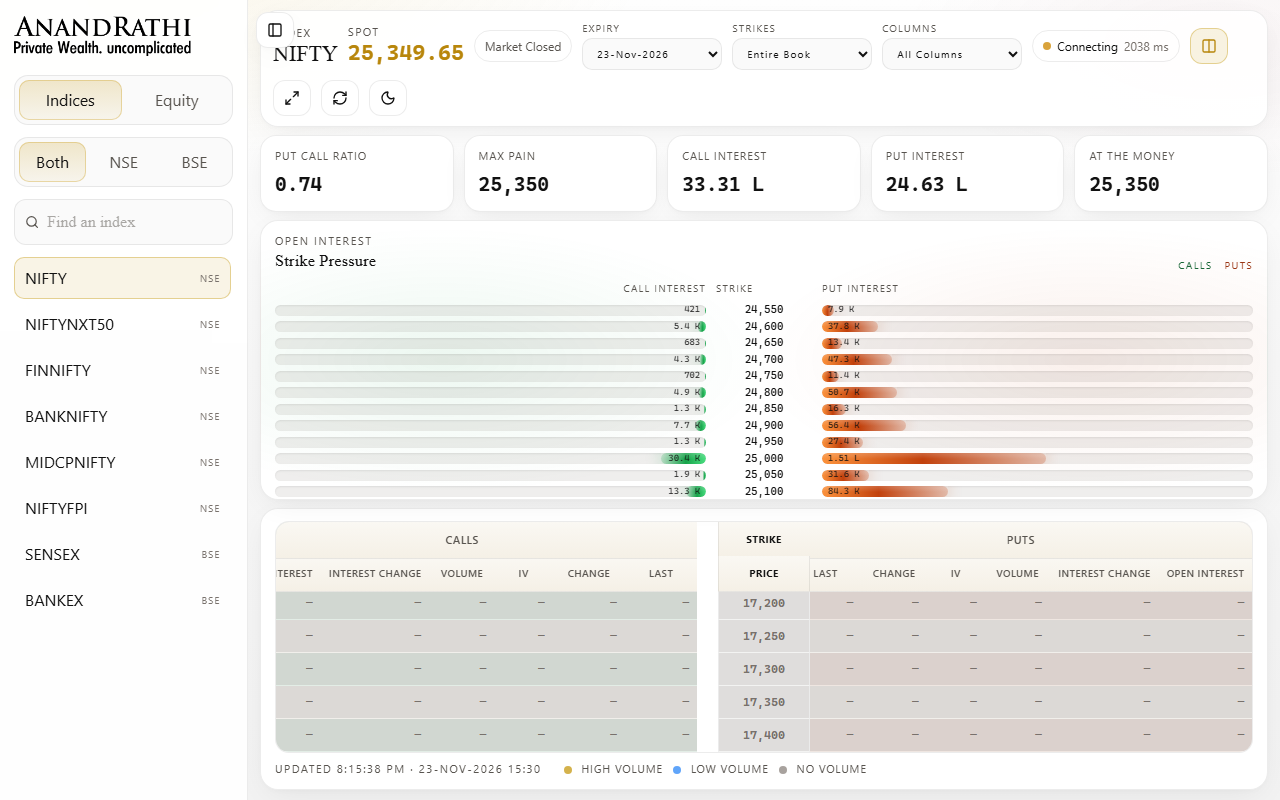 ANANDRATHI
Private Wealth. uncomplicated
Indices
Equity
Both
NSE
BSE
Find an index
NIFTY NSE
NIFTYNXT50 NSE
FINNIFTY NSE
BANKNIFTY NSE
MIDCPNIFTY NSE
NIFTYFPI NSE
SENSEX BSE
BANKEX BSE
NIFTY
SPOT
25,349.65
Market Closed
EXPIRY
23-Nov-2026
STRIKES
Entire Book
COLUMNS
All Columns
Connecting 2038 ms
PUT CALL RATIO
0.74
MAX PAIN
25,350
CALL INTEREST
33.31 L
PUT INTEREST
24.63 L
AT THE MONEY
25,350
OPEN INTEREST
Strike Pressure
CALLS PUTS
CALL INTEREST STRIKE PUT INTEREST
421 24,550 7.9 K
5.4 K 24,600 37.8 K
683 24,650 13.4 K
4.3 K 24,700 47.3 K
702 24,750 11.4 K
4.9 K 24,800 50.7 K
1.3 K 24,850 16.3 K
7.7 K 24,900 56.4 K
1.3 K 24,950 27.4 K
30.4 K 25,000 1.51 L
1.9 K 25,050 31.6 K
13.3 K 25,100 84.3 K
CALLS STRIKE PUTS
INTEREST CHANGE VOLUME IV CHANGE LAST PRICE LAST CHANGE IV VOLUME INTEREST CHANGE OPEN INTEREST
— — — — — — 17,200 — — — — — —
— — — — — — 17,250 — — — — — —
— — — — — — 17,300 — — — — — —
— — — — — — 17,350 — — — — — —
— — — — — — 17,400 — — — — — —
UPDATED 8:15:38 PM · 23-NOV-2026 15:30 HIGH VOLUME LOW VOLUME NO VOLUME